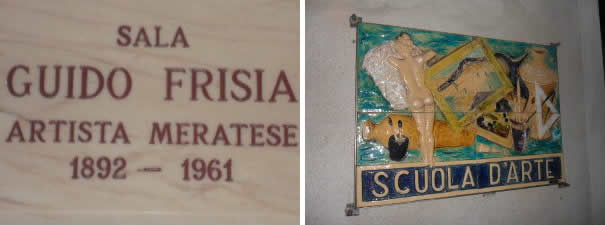 SALA
GUIDO FRISIA
ARTISTA MERATESE
1892 — 1961
SCUOLA D'ARTE